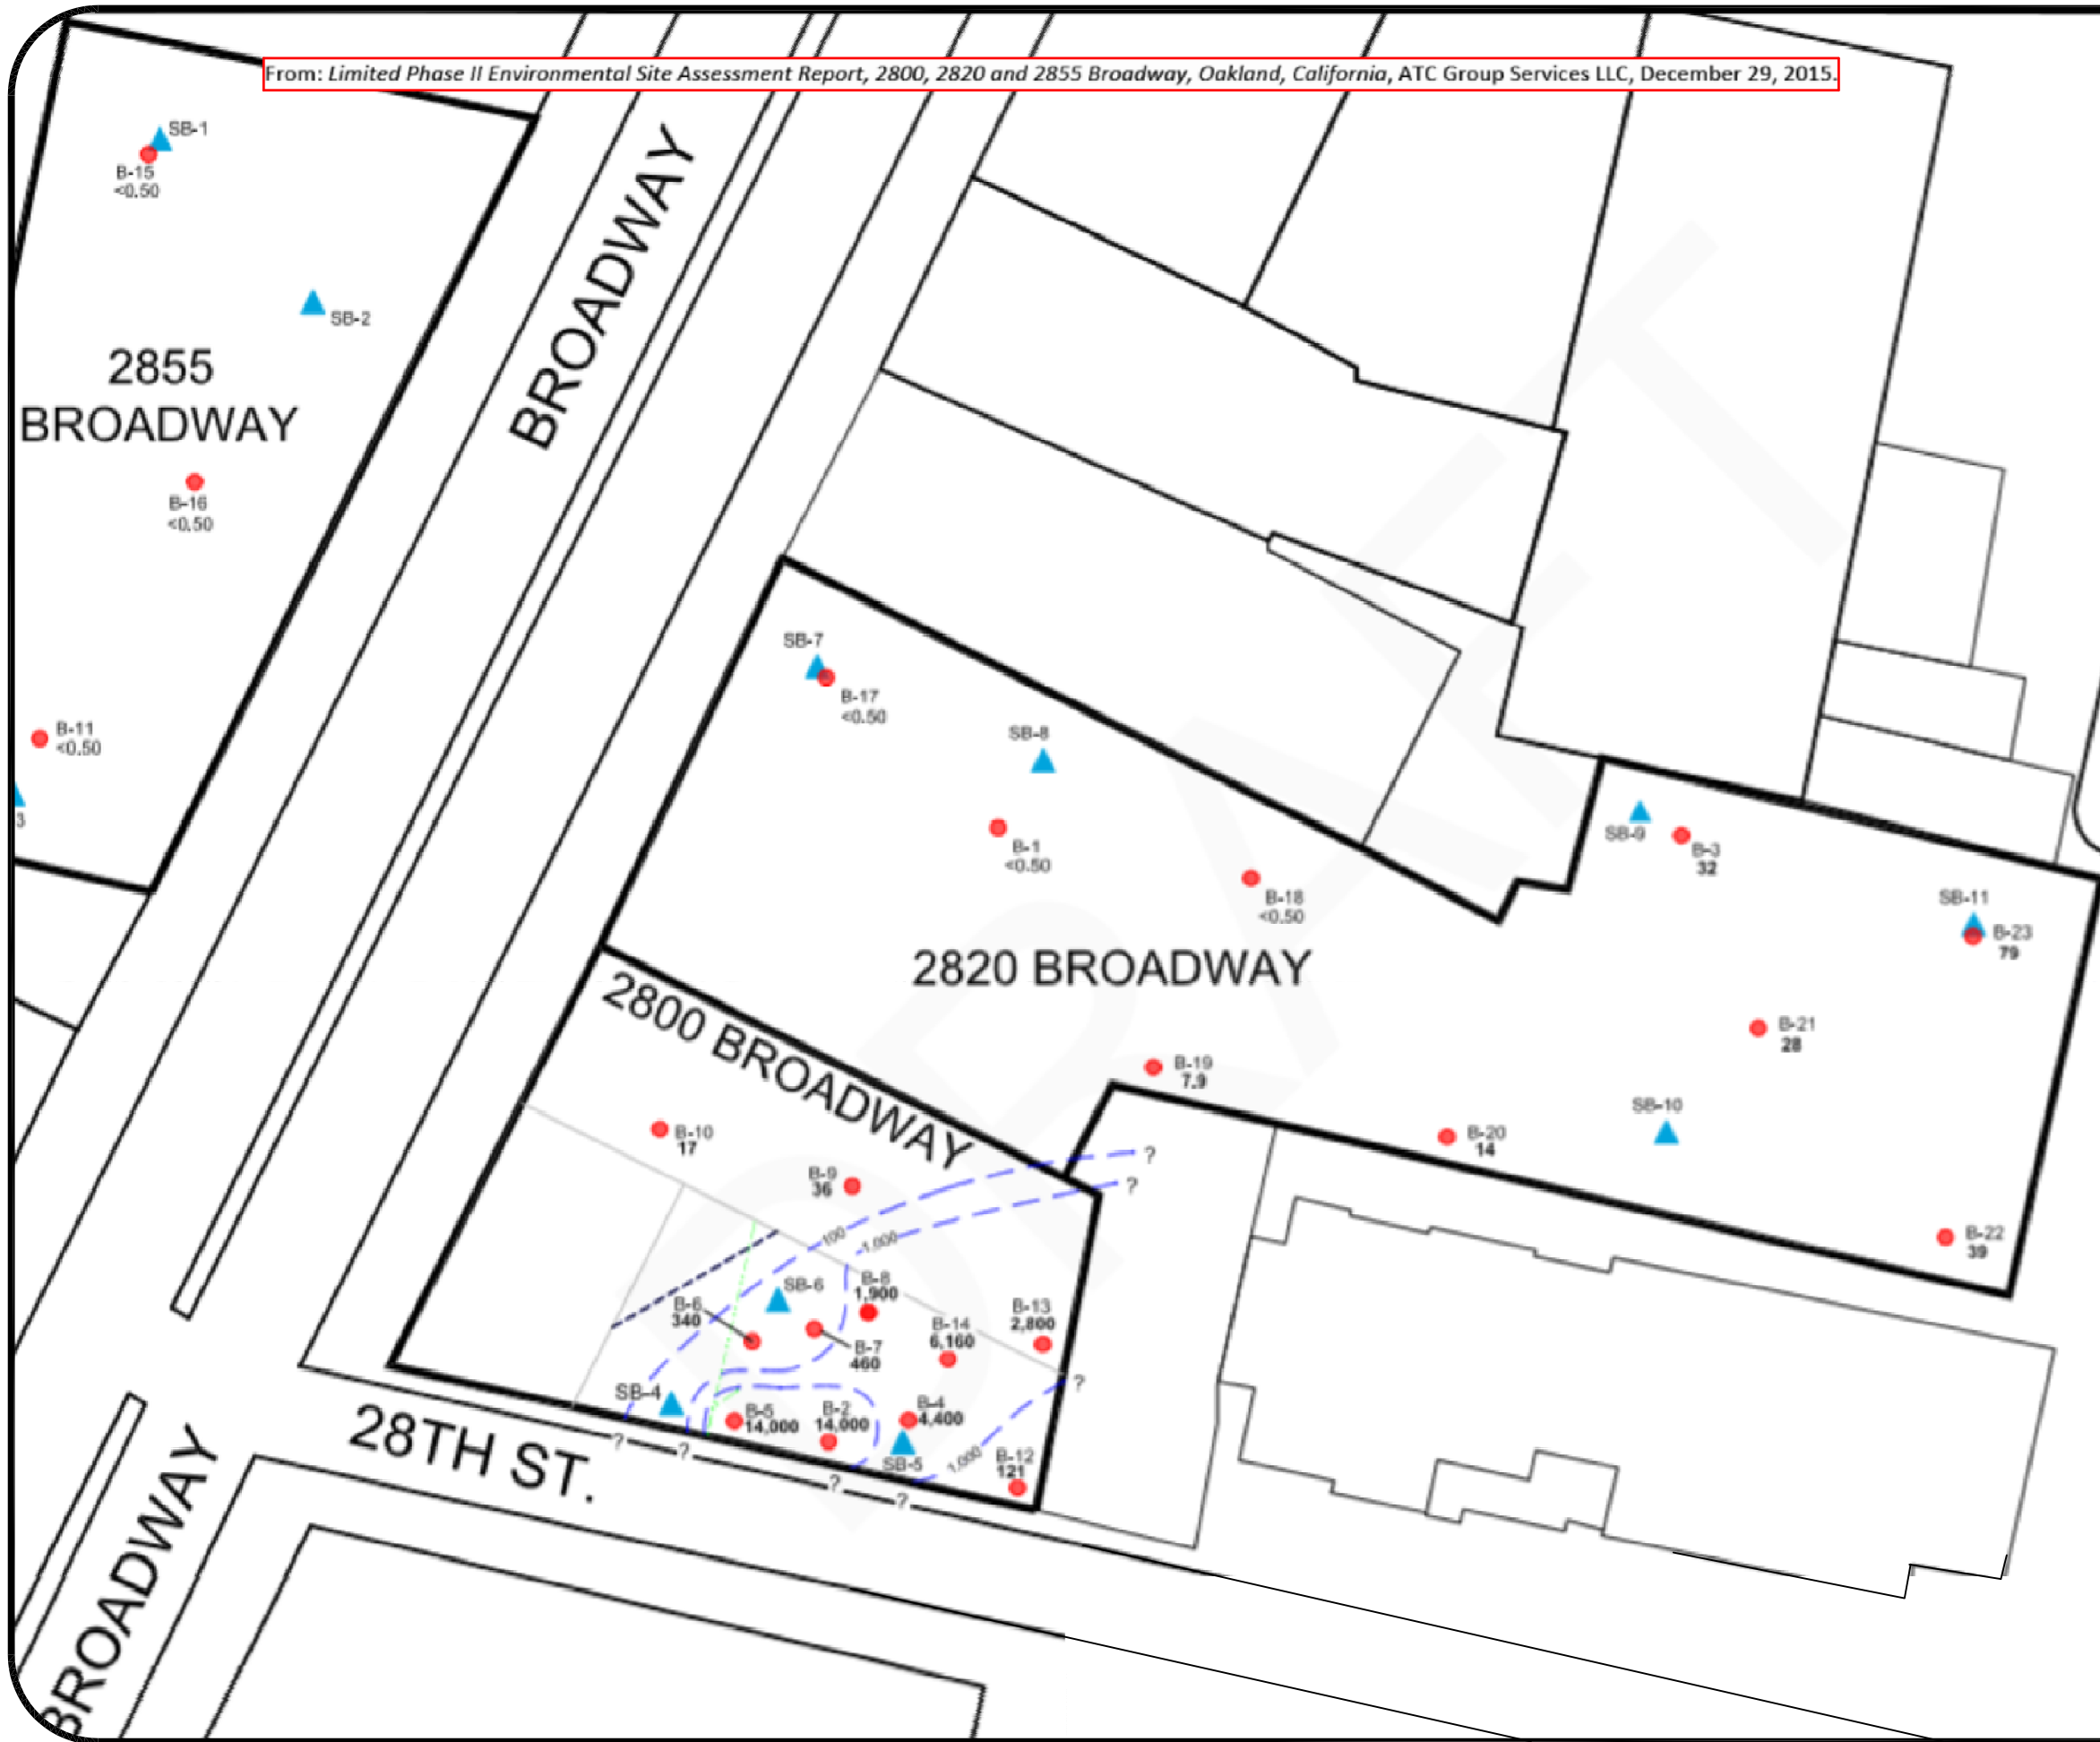 From: Limited Phase II Environmental Site Assessment Report, 2800, 2820 and 2855 Broadway, Oakland, California, ATC Group Services LLC, December 29, 2015.
SB-1
B-15
<0.50
BROADWAY
SB-2
2855
BROADWAY
B-16
<0.50
B-11
<0.50
3
SB-7
B-17
<0.50
SB-8
B-1
<0.50
B-18
<0.50
SB-9
B-3
32
SB-11
B-23
79
2820 BROADWAY
B-21
28
B-19
7.9
SB-10
B-20
14
B-22
39
2800 BROADWAY
B-10
17
B-9
36
?
?
100
1,000
SB-6
B-8
1,900
B-6
340
B-7
460
B-14
6,160
B-13
2,800
?
SB-4
B-5
14,000
B-2
14,000
B-4
4,400
SB-5
1,000
B-12
121
?
?
?
?
28TH ST.
BROADWAY
DRAFT